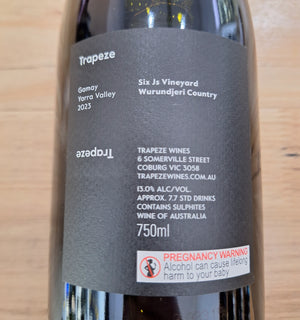 Trapeze
Gamay
Yarra Valley
2023
Six Js Vineyard
Wurundjeri Country
Trapeze
TRAPEZE WINES
6 SOMERVILLE STREET
COBURG VIC 3058
TRAPEZEWINES.COM.AU
13.0% ALC/VOL.
APPROX. 7.7 STD DRINKS
CONTAINS SULPHITES
WINE OF AUSTRALIA
750ml
PREGNANCY WARNING
Alcohol can cause lifelong
harm to your baby